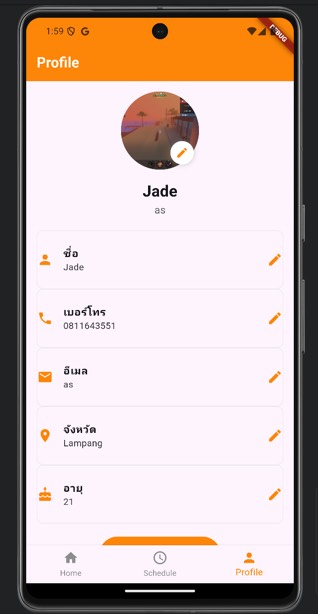 1:59
DEBUG
Profile
Jade
as
ชื่อ
Jade
เบอร์โทร
0811643551
อีเมล
as
จังหวัด
Lampang
อายุ
21
Home
Schedule
Profile